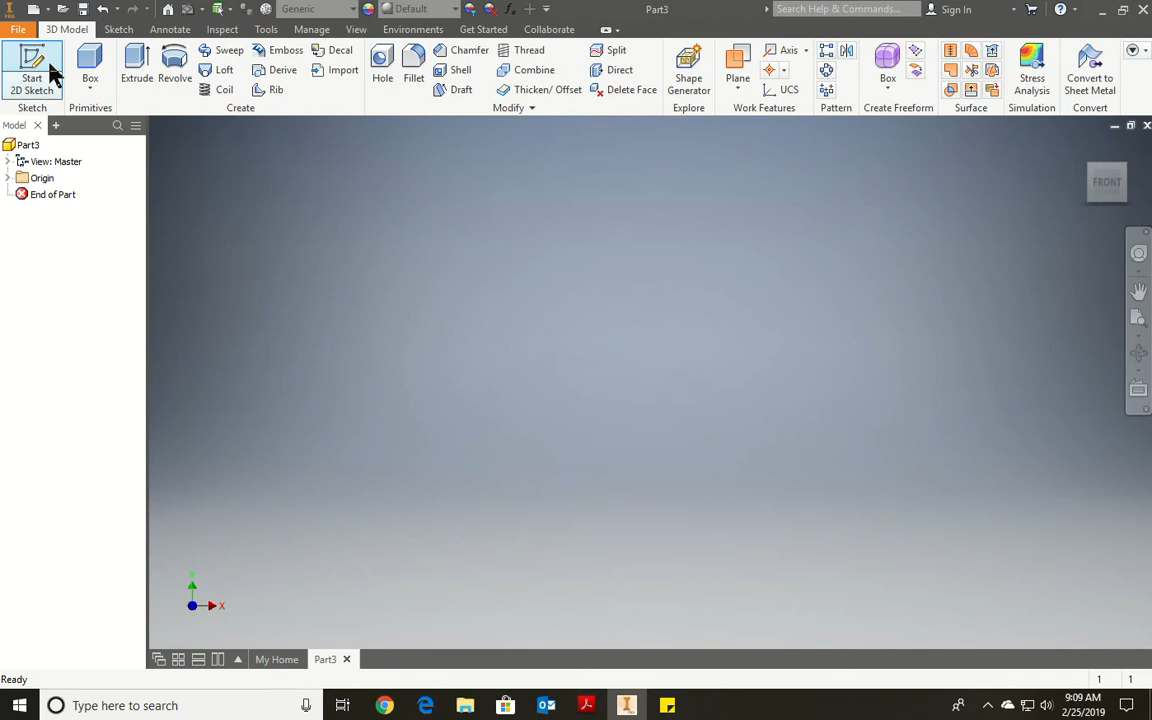 Generic Default Part3 Search Help & Commands... Sign In
File 3D Model Sketch Annotate Inspect Tools Manage View Environments Get Started Collaborate
Start 2D Sketch Box Extrude Revolve Sweep Emboss Decal Hole Fillet Chamfer Thread Split Shape Generator Plane Axis Box Stress Analysis Convert to Sheet Metal
Loft Derive Import Shell Combine Direct
Coil Rib Draft Thicken/ Offset Delete Face UCS
Sketch Primitives Create Modify Explore Work Features Pattern Create Freeform Surface Simulation Convert
Model
Part3
View: Master
Origin
End of Part
FRONT
X
My Home Part3
Ready 1 1
Type here to search 9:09 AM
2/25/2019